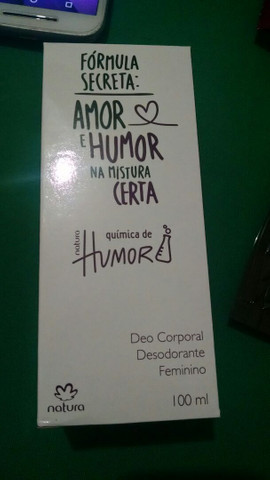 FÓRMULA
SECRETA:
AMOR
E HUMOR
NA MISTURA
CERTA
química de
natura HUMOR
Deo Corporal
Desodorante
Feminino
natura
100 ml